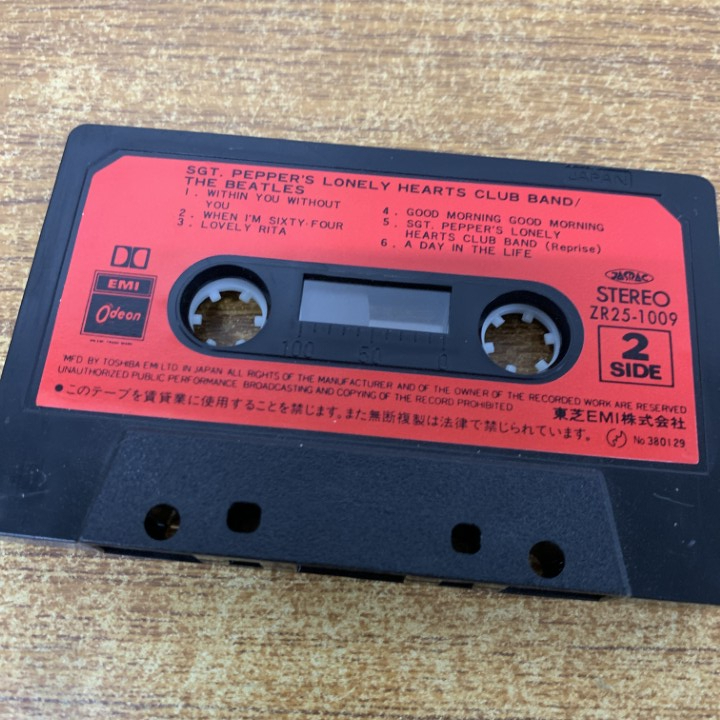 JAPAN
SGT. PEPPER'S LONELY HEARTS CLUB BAND/
THE BEATLES
1. WITHIN YOU WITHOUT
YOU
2. WHEN I'M SIXTY-FOUR
3. LOVELY RITA
4. GOOD MORNING GOOD MORNING
5. SGT. PEPPER'S LONELY
HEARTS CLUB BAND (Reprise)
6. A DAY IN THE LIFE
EMI
Odeon
JASRAC
STEREO
ZR25-1009
2
SIDE
100 50 0
MFD. BY TOSHIBA EMI LTD. IN JAPAN ALL RIGHTS OF THE MANUFACTURER AND OF THE OWNER OF THE RECORDED WORK ARE RESERVED
UNAUTHORIZED PUBLIC PERFORMANCE BROADCASTING AND COPYING OF THE RECORD PROHIBITED
東芝EMI株式会社
●このテープを賃貸業に使用することを禁じます。また無断複製は法律で禁じられています。
No 380129